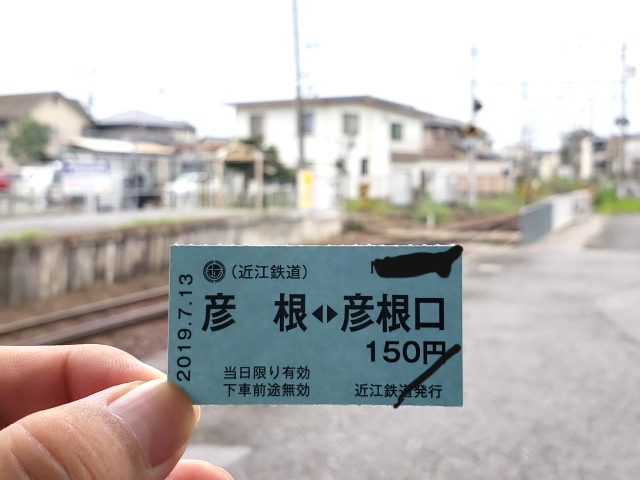 2019.7.13
(近江鉄道)
彦 根↔彦根口
150円
当日限り有効
下車前途無効 近江鉄道発行